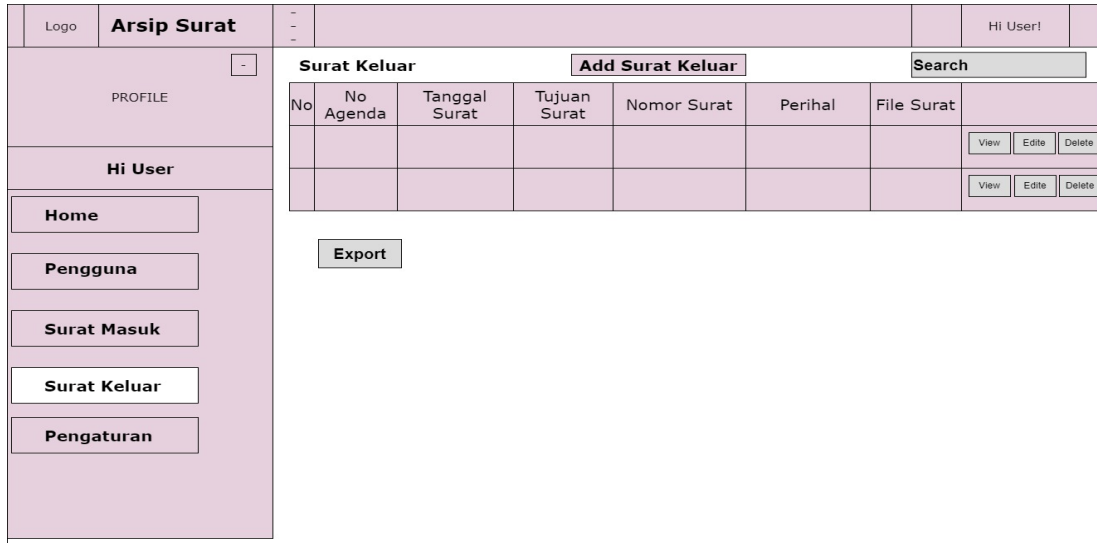 Logo
Arsip Surat
-
-
-
Hi User!
-
PROFILE
Hi User
Home
Pengguna
Surat Masuk
Surat Keluar
Pengaturan
Surat Keluar
Add Surat Keluar
Search
No
No
Agenda
Tanggal
Surat
Tujuan
Surat
Nomor Surat
Perihal
File Surat
View Edite Delete
View Edite Delete
Export